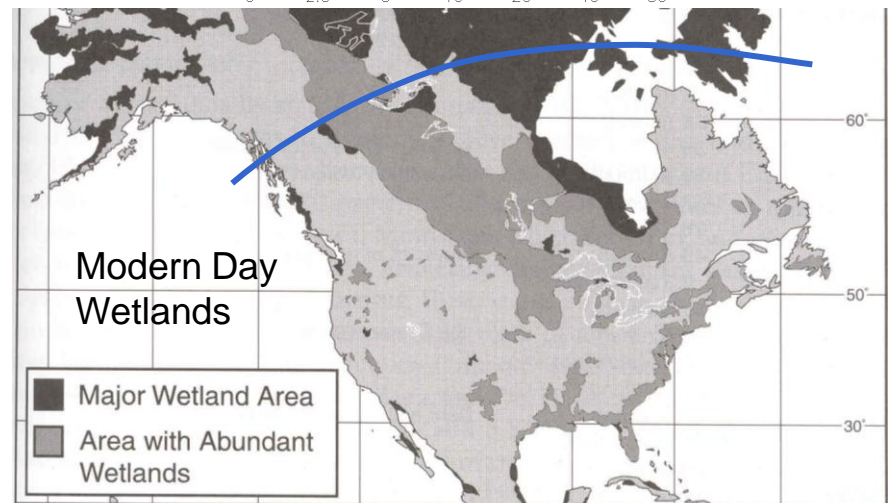 60°
Modern Day
Wetlands
50°
Major Wetland Area
30°
Area with Abundant
Wetlands